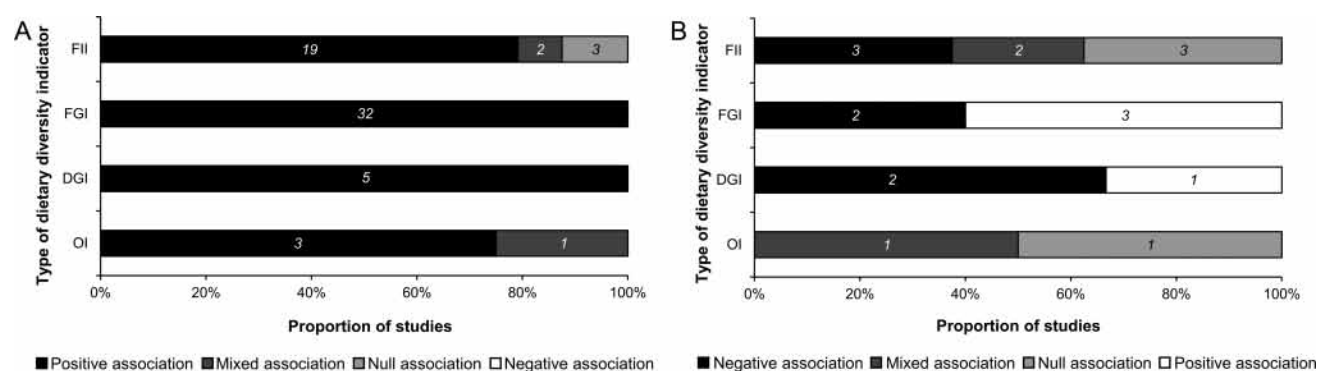 A
Type of dietary diversity indicator
FII
19
2
3
FGI
32
DGI
5
OI
3
1
0%
20%
40%
60%
80%
100%
Proportion of studies
Positive association
Mixed association
Null association
Negative association
B
Type of dietary diversity indicator
FII
3
2
3
FGI
2
3
DGI
2
1
OI
1
1
0%
20%
40%
60%
80%
100%
Proportion of studies
Negative association
Mixed association
Null association
Positive association